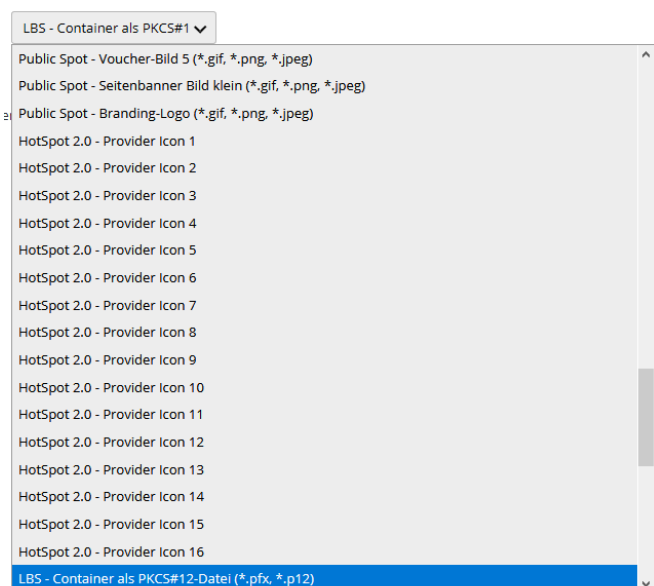 LBS - Container als PKCS#1
Public Spot - Voucher-Bild 5 (*.gif, *.png, *.jpeg)
Public Spot - Seitenbanner Bild klein (*.gif, *.png, *.jpeg)
Public Spot - Branding-Logo (*.gif, *.png, *.jpeg)
HotSpot 2.0 - Provider Icon 1
HotSpot 2.0 - Provider Icon 2
HotSpot 2.0 - Provider Icon 3
HotSpot 2.0 - Provider Icon 4
HotSpot 2.0 - Provider Icon 5
HotSpot 2.0 - Provider Icon 6
HotSpot 2.0 - Provider Icon 7
HotSpot 2.0 - Provider Icon 8
HotSpot 2.0 - Provider Icon 9
HotSpot 2.0 - Provider Icon 10
HotSpot 2.0 - Provider Icon 11
HotSpot 2.0 - Provider Icon 12
HotSpot 2.0 - Provider Icon 13
HotSpot 2.0 - Provider Icon 14
HotSpot 2.0 - Provider Icon 15
HotSpot 2.0 - Provider Icon 16
LBS - Container als PKCS#12-Datei (*.pfx, *.p12)